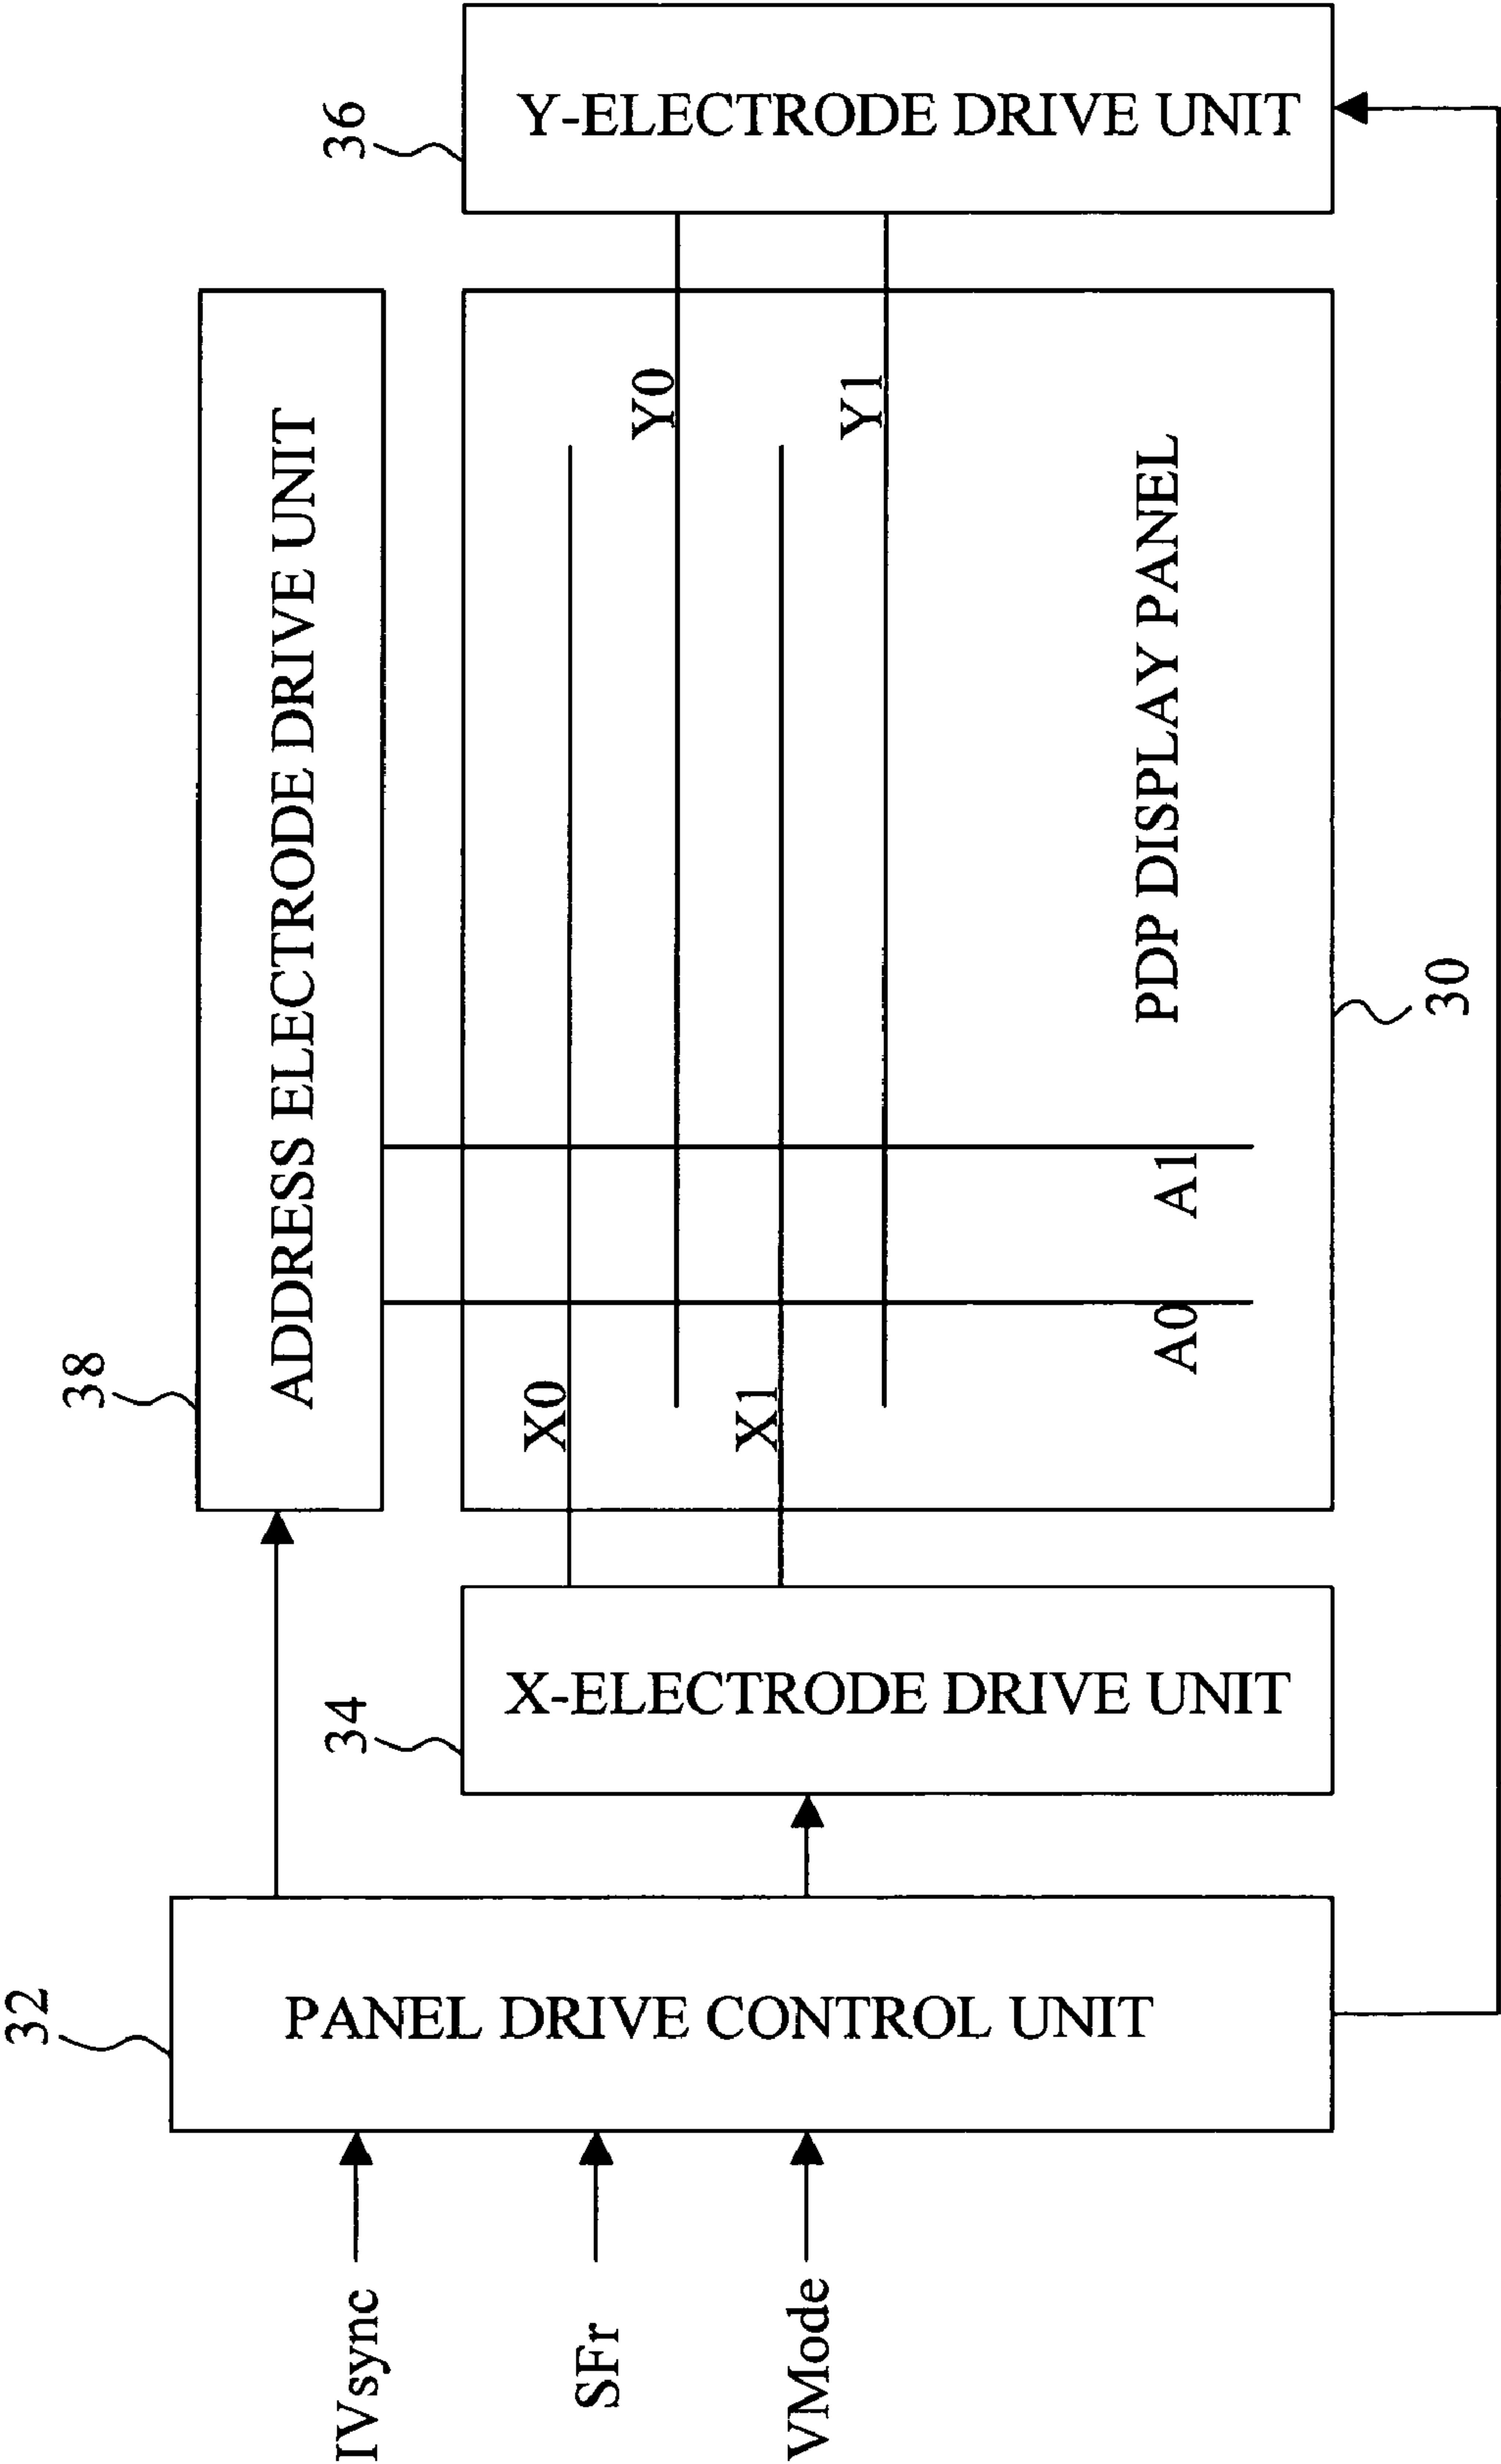 32
38
34
36
IVsync
SFr
VMode
PANEL DRIVE CONTROL UNIT
X-ELECTRODE DRIVE UNIT
ADDRESS ELECTRODE DRIVE UNIT
Y-ELECTRODE DRIVE UNIT
X0
Y0
X1
Y1
A0
A1
PDP DISPLAY PANEL
30